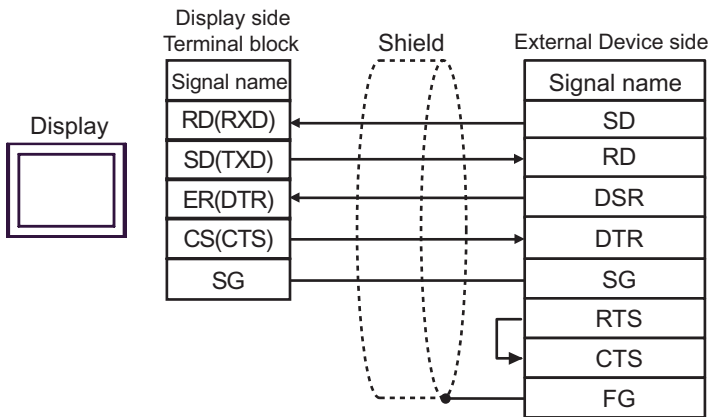 Display side
Terminal block
Shield
External Device side
Display
Signal name
RD(RXD)
SD(TXD)
ER(DTR)
CS(CTS)
SG
Signal name
SD
RD
DSR
DTR
SG
RTS
CTS
FG